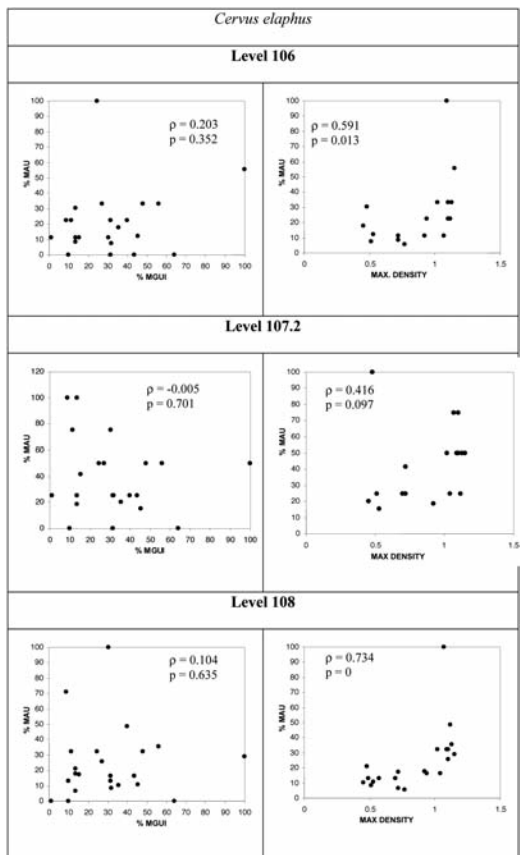 Cervus elaphus
Level 106
100
90
80
70
60
50
40
30
20
10
0
% MAU
ρ = 0.203
p = 0.352
0 10 20 30 40 50 60 70 80 90 100
% MGUI
100
90
80
70
60
50
40
30
20
10
0
% MAU
ρ = 0.591
p = 0.013
0 0.5 1 1.5
MAX. DENSITY
Level 107.2
120
100
80
60
40
20
0
% MAU
ρ = -0.005
p = 0.701
0 10 20 30 40 50 60 70 80 90 100
% MGUI
100
90
80
70
60
50
40
30
20
10
0
% MAU
ρ = 0.416
p = 0.097
0 0.5 1 1.5
MAX DENSITY
Level 108
100
90
80
70
60
50
40
30
20
10
0
% MAU
ρ = 0.104
p = 0.635
0 10 20 30 40 50 60 70 80 90 100
% MGUI
100
90
80
70
60
50
40
30
20
10
0
% MAU
ρ = 0.734
p = 0
0 0.5 1 1.5
MAX DENSITY